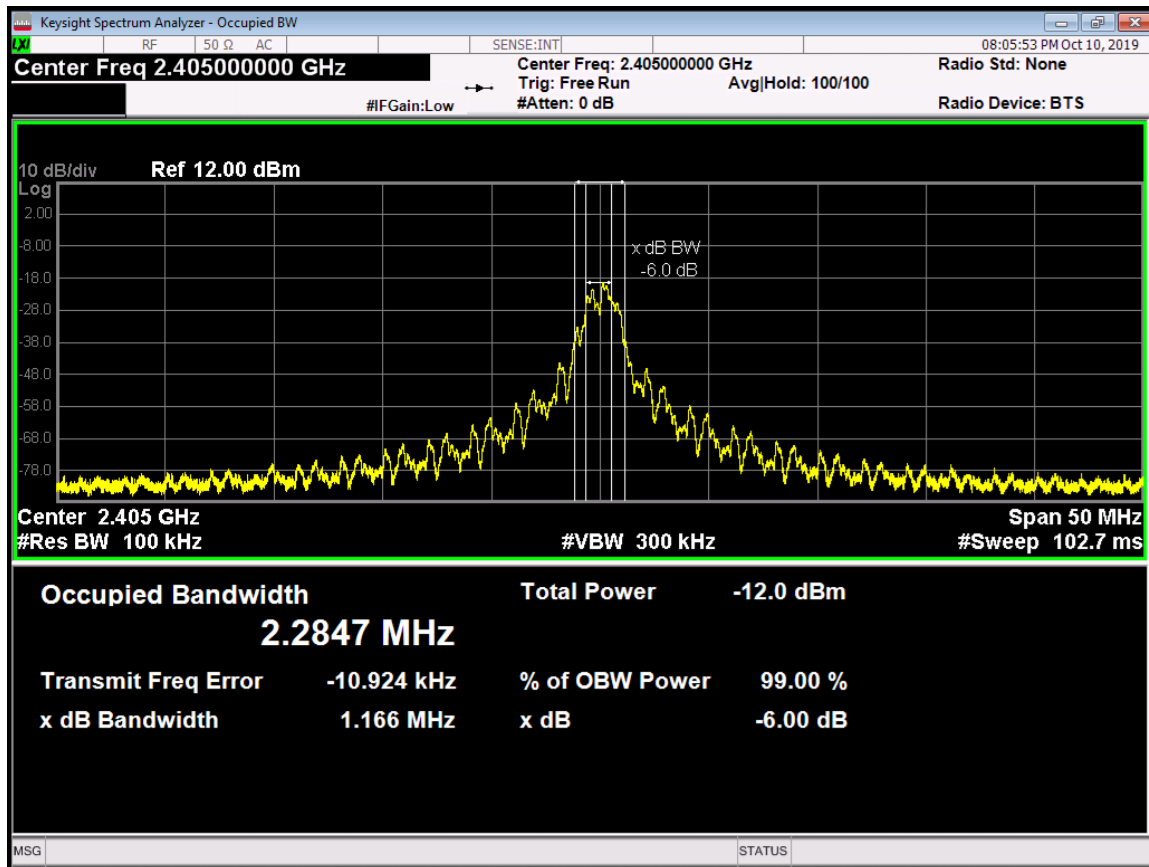 Keysight Spectrum Analyzer - Occupied BW
LXI RF 50 Ω AC SENSE:INT 08:05:53 PM Oct 10, 2019
Center Freq 2.405000000 GHz
Center Freq: 2.405000000 GHz Radio Std: None
Trig: Free Run Avg|Hold: 100/100
#IFGain:Low #Atten: 0 dB Radio Device: BTS
10 dB/div Ref 12.00 dBm
Log
2.00
-8.00
x dB BW
-6.0 dB
-18.0
-28.0
-38.0
-48.0
-58.0
-68.0
-78.0
Center 2.405 GHz Span 50 MHz
#Res BW 100 kHz #VBW 300 kHz #Sweep 102.7 ms
Occupied Bandwidth Total Power -12.0 dBm
2.2847 MHz
Transmit Freq Error -10.924 kHz % of OBW Power 99.00 %
x dB Bandwidth 1.166 MHz x dB -6.00 dB
MSG STATUS